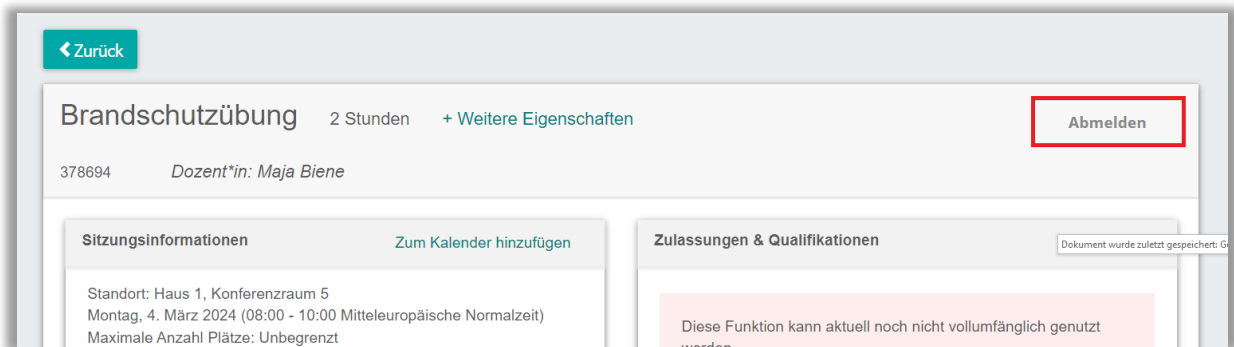 Zurück
Brandschutzübung 2 Stunden + Weitere Eigenschaften
Abmelden
378694 Dozent*in: Maja Biene
Sitzungsinformationen Zum Kalender hinzufügen
Standort: Haus 1, Konferenzraum 5
Montag, 4. März 2024 (08:00 - 10:00 Mitteleuropäische Normalzeit)
Maximale Anzahl Plätze: Unbegrenzt
Zulassungen & Qualifikationen
Dokument wurde zuletzt gespeichert:
Diese Funktion kann aktuell noch nicht vollumfänglich genutzt